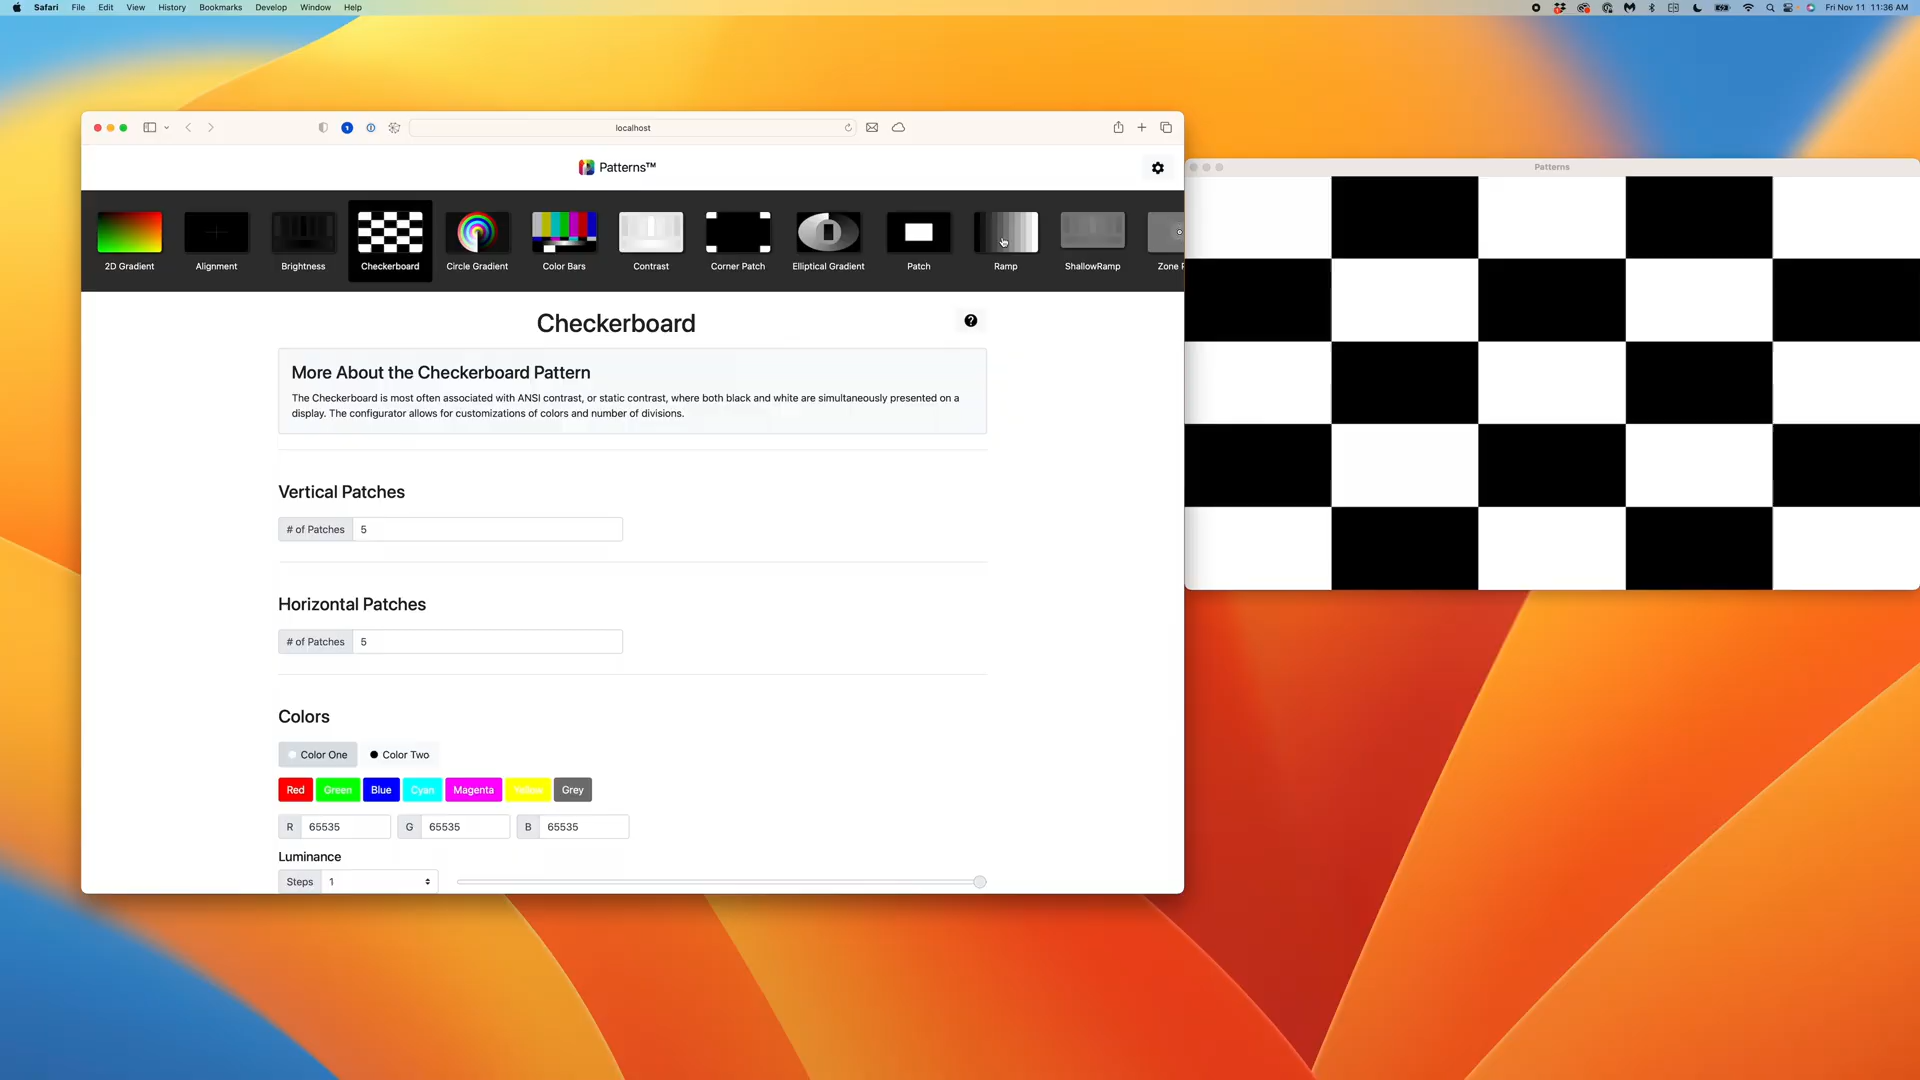 Safari File Edit View History Bookmarks Develop Window Help
Fri Nov 11 11:36 AM
localhost
Patterns™
Patterns
2D Gradient Alignment Brightness Checkerboard Circle Gradient Color Bars Contrast Corner Patch Elliptical Gradient Patch Ramp ShallowRamp Zone
Checkerboard
More About the Checkerboard Pattern
The Checkerboard is most often associated with ANSI contrast, or static contrast, where both black and white are simultaneously presented on a
display. The configurator allows for customizations of colors and number of divisions.
Vertical Patches
# of Patches 5
Horizontal Patches
# of Patches 5
Colors
Color One Color Two
Red Green Blue Cyan Magenta Yellow Grey
R 65535 G 65535 B 65535
Luminance
Steps 1